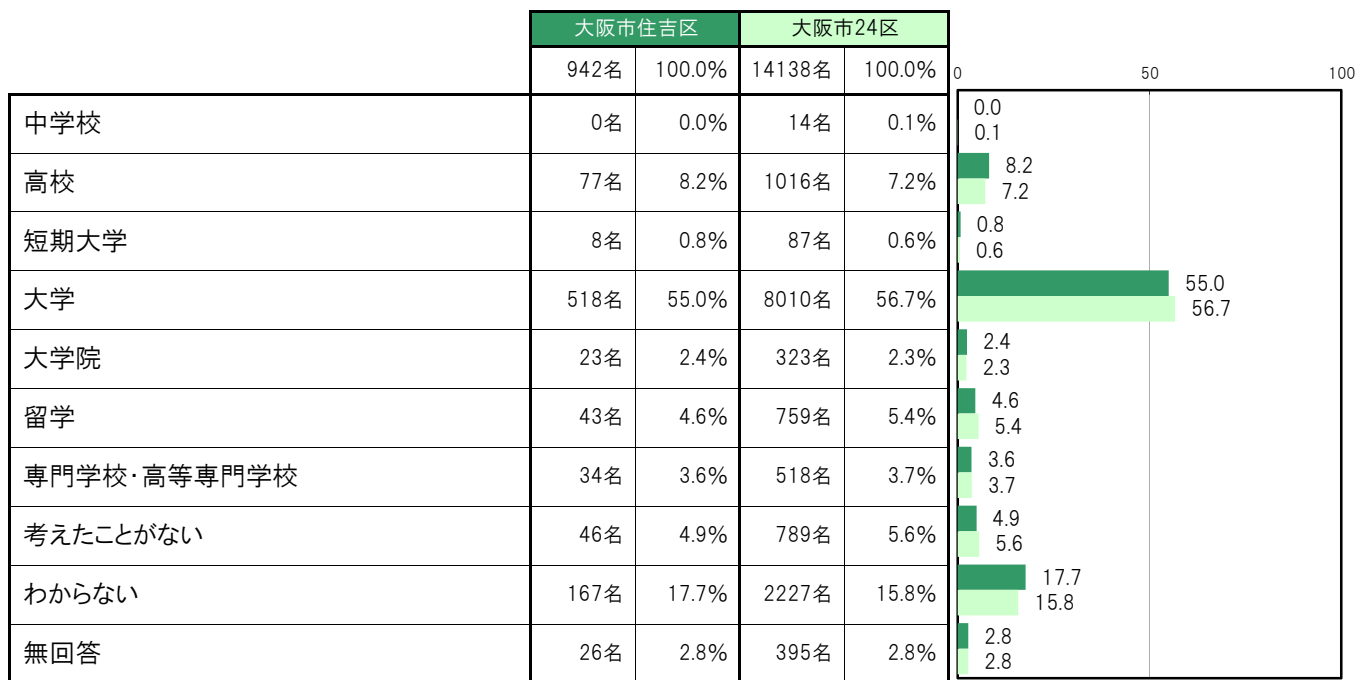 大阪市住吉区 大阪市24区
942名 100.0% 14138名 100.0% 0 50 100
中学校 0名 0.0% 14名 0.1% 0.0
0.1
高校 77名 8.2% 1016名 7.2% 8.2
7.2
短期大学 8名 0.8% 87名 0.6% 0.8
0.6
大学 518名 55.0% 8010名 56.7% 55.0
56.7
大学院 23名 2.4% 323名 2.3% 2.4
2.3
留学 43名 4.6% 759名 5.4% 4.6
5.4
専門学校・高等専門学校 34名 3.6% 518名 3.7% 3.6
3.7
考えたことがない 46名 4.9% 789名 5.6% 4.9
5.6
わからない 167名 17.7% 2227名 15.8% 17.7
15.8
無回答 26名 2.8% 395名 2.8% 2.8
2.8